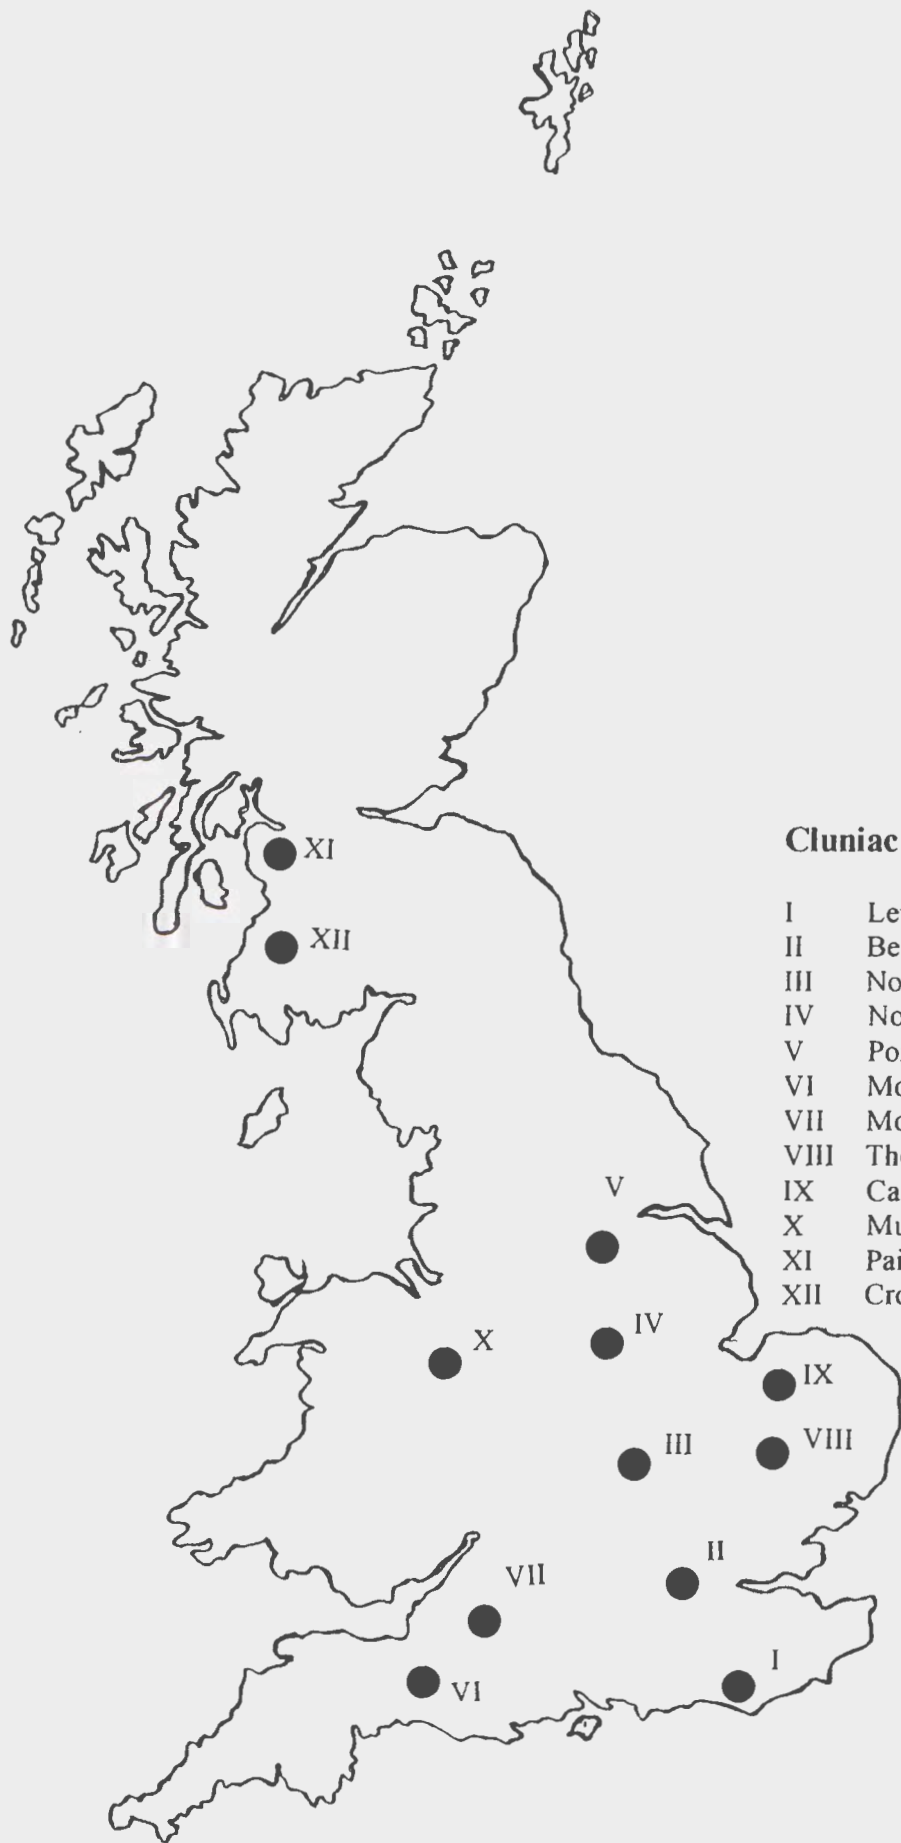 XI
XII
Cluniac
I Le
II Be
III No
IV No
V Po
VI Mo
VII Mo
VIII The
IX Ca
X Mu
XI Pai
XII Cro
V
IV
X
IX
III
VIII
II
VII
I
VI